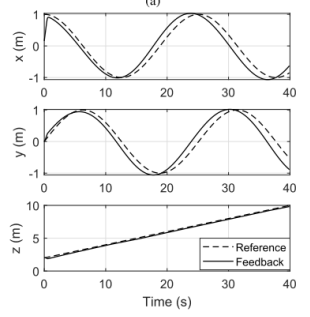 (a)
1
0
-1
x (m)
0 10 20 30 40
1
0
-1
y (m)
0 10 20 30 40
10
5
0
z (m)
Reference
Feedback
0 10 20 30 40
Time (s)